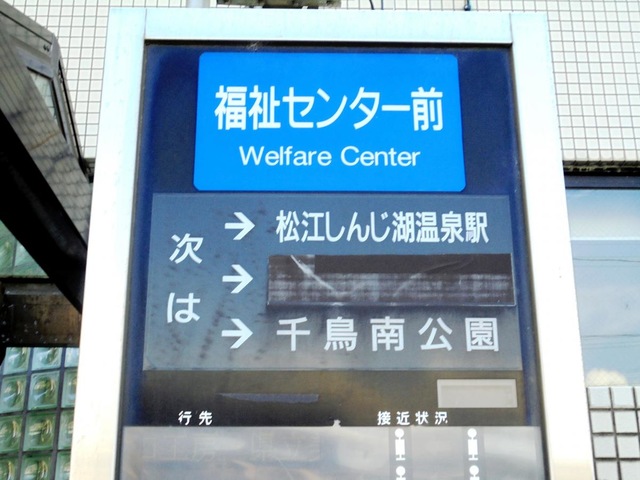 福祉センター前
Welfare Center
次は
→ 松江しんじ湖温泉駅
→
→ 千鳥南公園
行先
接近状況